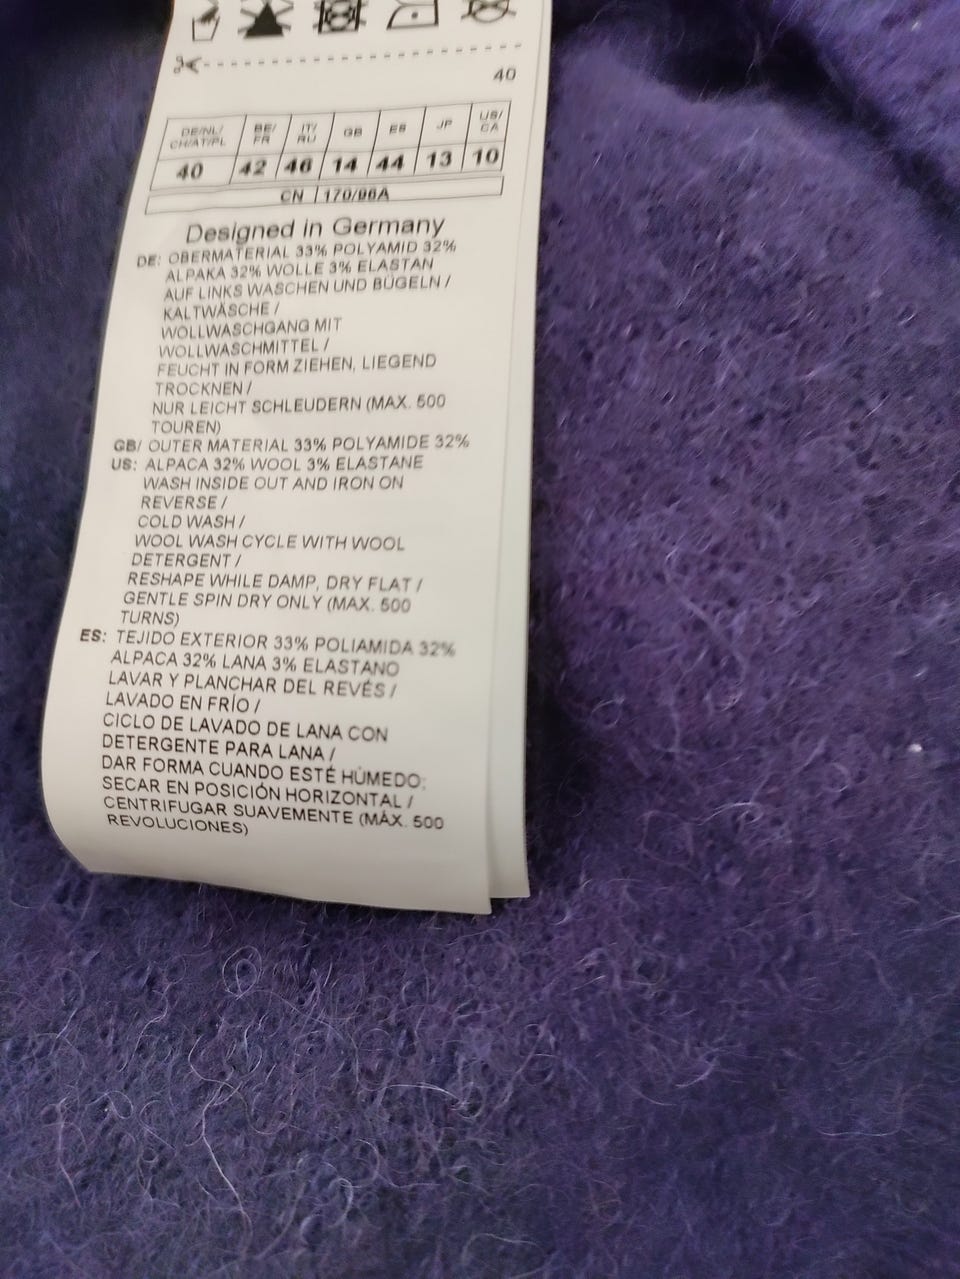 40
DE/NL/ CH/AT/PL BE/ FR IT/ RU GB ES JP US/ CA
40 42 46 14 44 13 10
CN 170/96A
Designed in Germany
DE: OBERMATERIAL 33% POLYAMID 32%
ALPAKA 32% WOLLE 3% ELASTAN
AUF LINKS WASCHEN UND BÜGELN /
KALTWÄSCHE /
WOLLWASCHGANG MIT
WOLLWASCHMITTEL /
FEUCHT IN FORM ZIEHEN, LIEGEND
TROCKNEN /
NUR LEICHT SCHLEUDERN (MAX. 500
TOUREN)
GB/ OUTER MATERIAL 33% POLYAMIDE 32%
US: ALPACA 32% WOOL 3% ELASTANE
WASH INSIDE OUT AND IRON ON
REVERSE /
COLD WASH /
WOOL WASH CYCLE WITH WOOL
DETERGENT /
RESHAPE WHILE DAMP, DRY FLAT /
GENTLE SPIN DRY ONLY (MAX. 500
TURNS)
ES: TEJIDO EXTERIOR 33% POLIAMIDA 32%
ALPACA 32% LANA 3% ELASTANO
LAVAR Y PLANCHAR DEL REVÉS /
LAVADO EN FRÍO /
CICLO DE LAVADO DE LANA CON
DETERGENTE PARA LANA /
DAR FORMA CUANDO ESTÉ HÚMEDO;
SECAR EN POSICIÓN HORIZONTAL /
CENTRIFUGAR SUAVEMENTE (MÁX. 500
REVOLUCIONES)